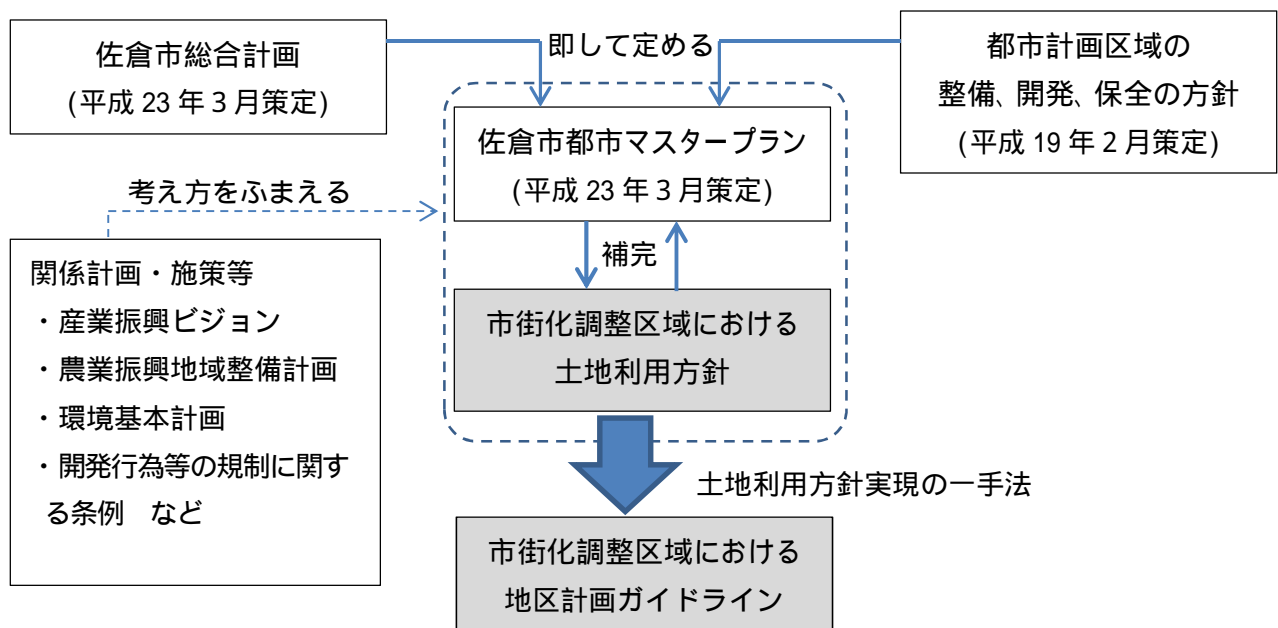 佐倉市総合計画
(平成 23 年３月策定)
即して定める
都市計画区域の
整備、開発、保全の方針
(平成 19 年２月策定)
佐倉市都市マスタープラン
(平成 23 年３月策定)
考え方をふまえる
補完
関係計画・施策等
・産業振興ビジョン
・農業振興地域整備計画
・環境基本計画
・開発行為等の規制に関す
る条例　など
市街化調整区域における
土地利用方針
土地利用方針実現の一手法
市街化調整区域における
地区計画ガイドライン